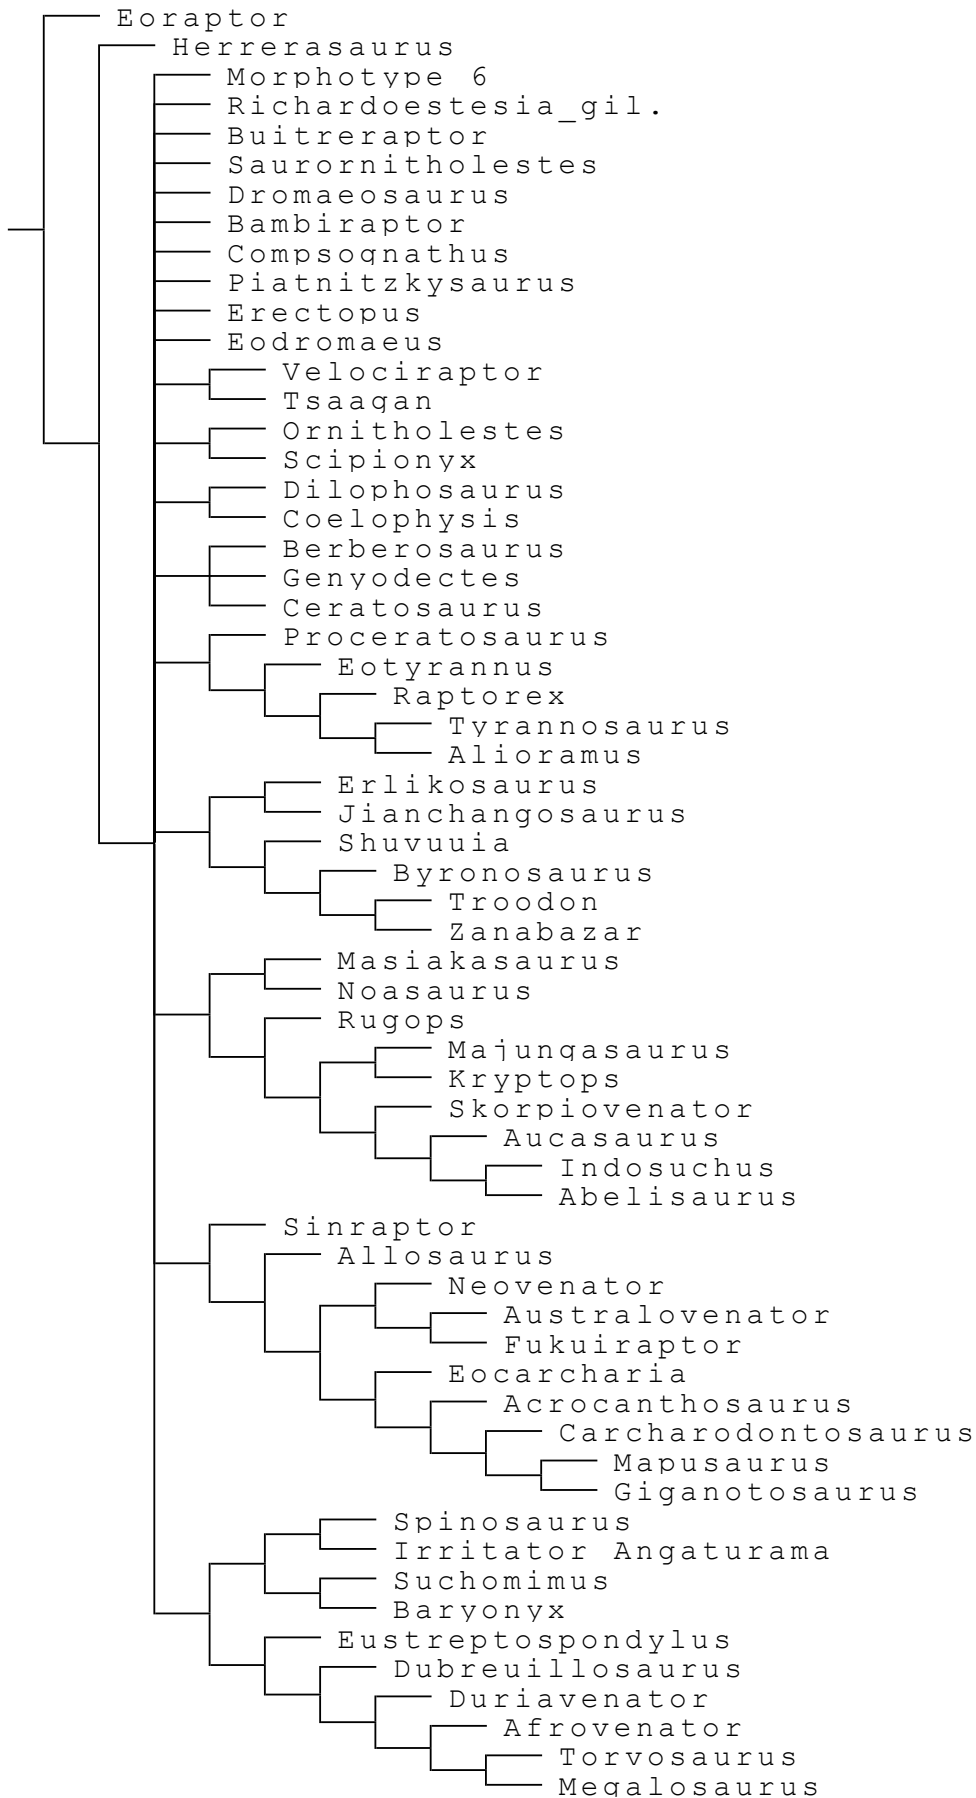 Eoraptor
Herrerasaurus
Morphotype 6
Richardoestesia_gil.
Buitreraptor
Saurornitholestes
Dromaeosaurus
Bambiraptor
Compsognathus
Piatnitzkysaurus
Erectopus
Eodromaeus
Velociraptor
Tsaagan
Ornitholestes
Scipionyx
Dilophosaurus
Coelophysis
Berberosaurus
Genyodectes
Ceratosaurus
Proceratosaurus
Eotyrannus
Raptorex
Tyrannosaurus
Alioramus
Erlikosaurus
Jianchangosaurus
Shuvuuia
Byronosaurus
Troodon
Zanabazar
Masiakasaurus
Noasaurus
Rugops
Majungasaurus
Kryptops
Skorpiovenator
Aucasaurus
Indosuchus
Abelisaurus
Sinraptor
Allosaurus
Neovenator
Australovenator
Fukuiraptor
Eocarcharia
Acrocanthosaurus
Carcharodontosaurus
Mapusaurus
Giganotosaurus
Spinosaurus
Irritator Angaturama
Suchomimus
Baryonyx
Eustreptospondylus
Dubreuillosaurus
Duriavenator
Afrovenator
Torvosaurus
Megalosaurus